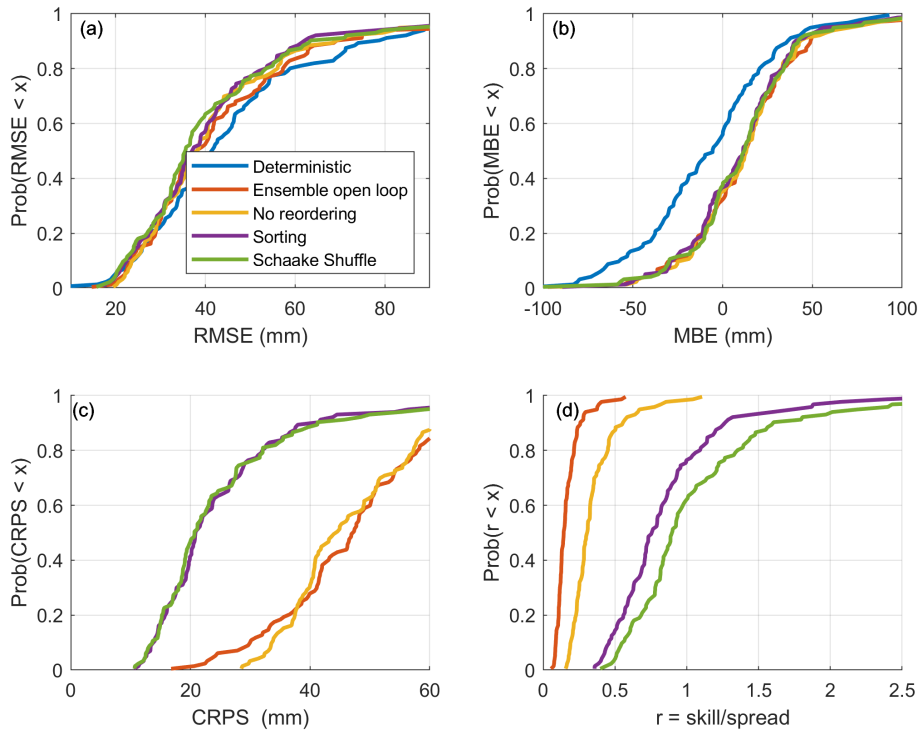 (a)
Prob(RMSE < x)
1
0.8
0.6
0.4
0.2
0
20
40
60
80
RMSE (mm)
Deterministic
Ensemble open loop
No reordering
Sorting
Schaake Shuffle
(b)
Prob(MBE < x)
1
0.8
0.6
0.4
0.2
0
-100
-50
0
50
100
MBE (mm)
(c)
Prob(CRPS < x)
1
0.8
0.6
0.4
0.2
0
0
20
40
60
CRPS (mm)
(d)
Prob(r < x)
1
0.8
0.6
0.4
0.2
0
0
0.5
1
1.5
2
2.5
r = skill/spread